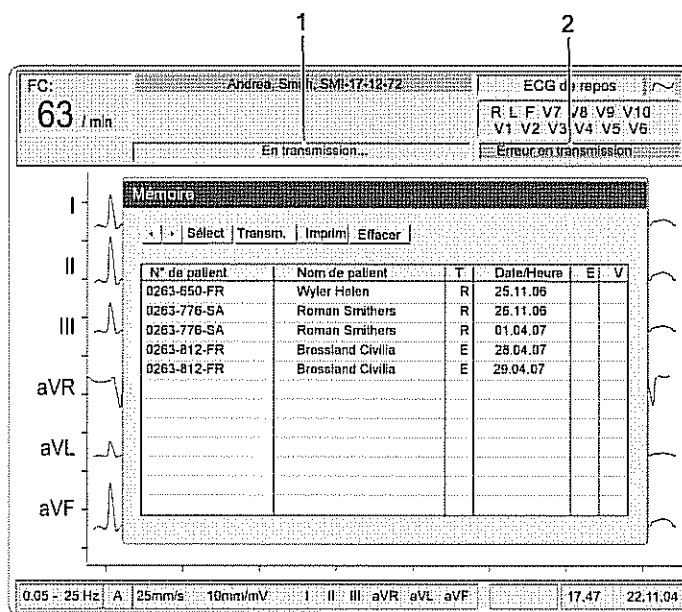 1 2
FC:
63 / min
Andrea, Smith, SMI-17-12-72
ECG de repos
R L F V7 V8 V9 V10
V1 V2 V3 V4 V5 V6
En transmission...
Erreur en transmission
Mémoire
Sélect Transm. Imprim Effacer
N° de patient Nom de patient T Date/Heure E V
0263-650-FR Wyler Helen R 25.11.06
0263-776-SA Roman Smithers R 25.11.06
0263-776-SA Roman Smithers R 01.04.07
0263-812-FR Brossland Civilia E 28.04.07
0263-812-FR Brossland Civilia E 29.04.07
I
II
III
aVR
aVL
aVF
0.05 - 25 Hz A 25mm/s 10mm/mV I II III aVR aVL aVF 17.47 22.11.04